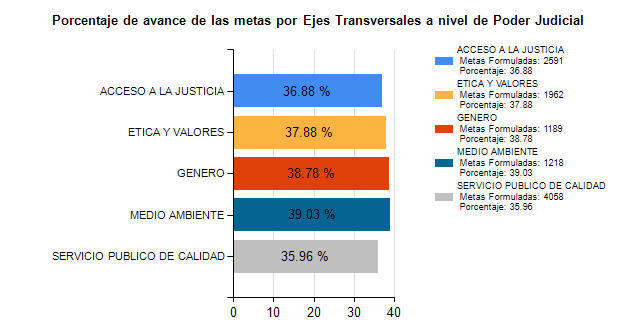 Porcentaje de avance de las metas por Ejes Transversales a nivel de Poder Judicial
ACCESO A LA JUSTICIA
36.88 %
ETICA Y VALORES
37.88 %
GENERO
38.78 %
MEDIO AMBIENTE
39.03 %
SERVICIO PUBLICO DE CALIDAD
35.96 %
0 10 20 30 40
ACCESO A LA JUSTICIA
Metas Formuladas: 2591
Porcentaje: 36.88
ETICA Y VALORES
Metas Formuladas: 1962
Porcentaje: 37.88
GENERO
Metas Formuladas: 1189
Porcentaje: 38.78
MEDIO AMBIENTE
Metas Formuladas: 1218
Porcentaje: 39.03
SERVICIO PUBLICO DE CALIDAD
Metas Formuladas: 4058
Porcentaje: 35.96